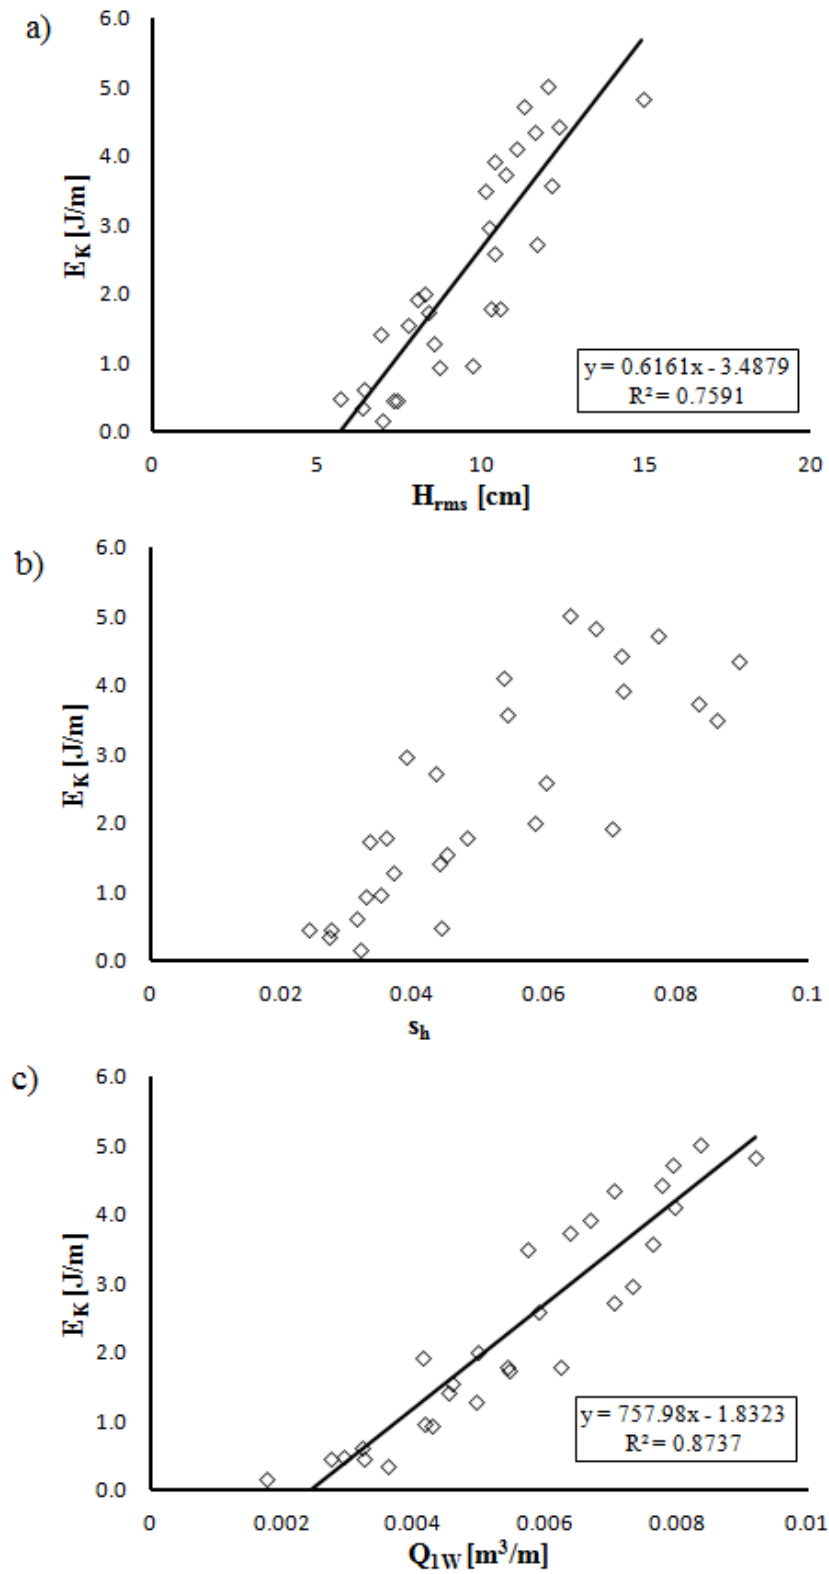 a)
6.0
5.0
4.0
3.0
2.0
1.0
0.0
E_K [J/m]
y = 0.6161x - 3.4879
R² = 0.7591
0 5 10 15 20
H_rms [cm]
b)
6.0
5.0
4.0
3.0
2.0
1.0
0.0
E_K [J/m]
0 0.02 0.04 0.06 0.08 0.1
s_h
c)
6.0
5.0
4.0
3.0
2.0
1.0
0.0
E_K [J/m]
y = 757.98x - 1.8323
R² = 0.8737
0 0.002 0.004 0.006 0.008 0.01
Q_1W [m³/m]